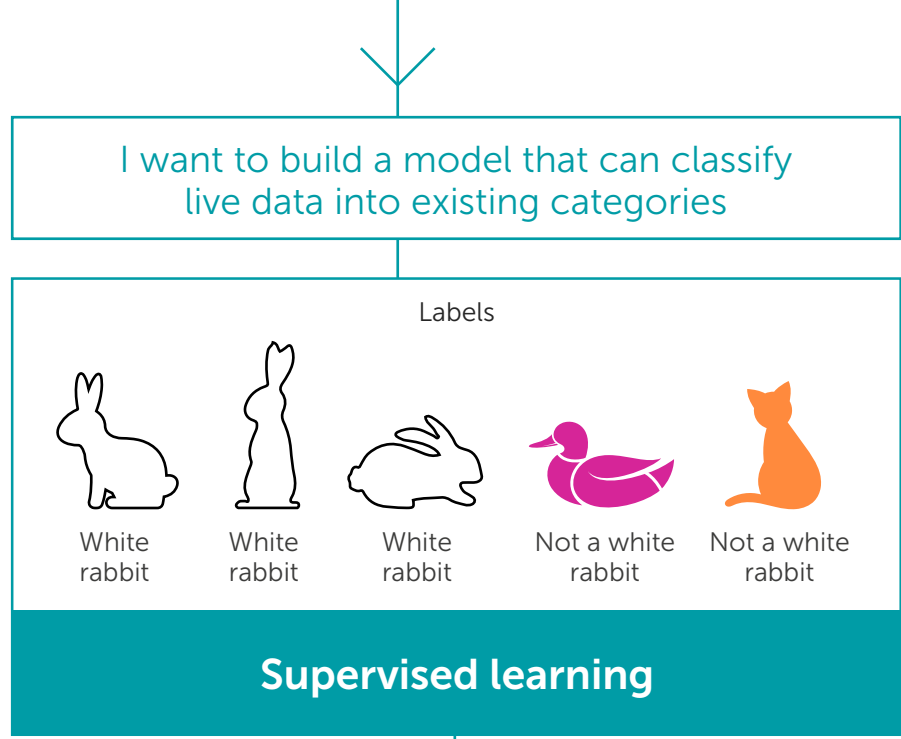 I want to build a model that can classify
live data into existing categories
Labels
White
rabbit
White
rabbit
White
rabbit
Not a white
rabbit
Not a white
rabbit
Supervised learning